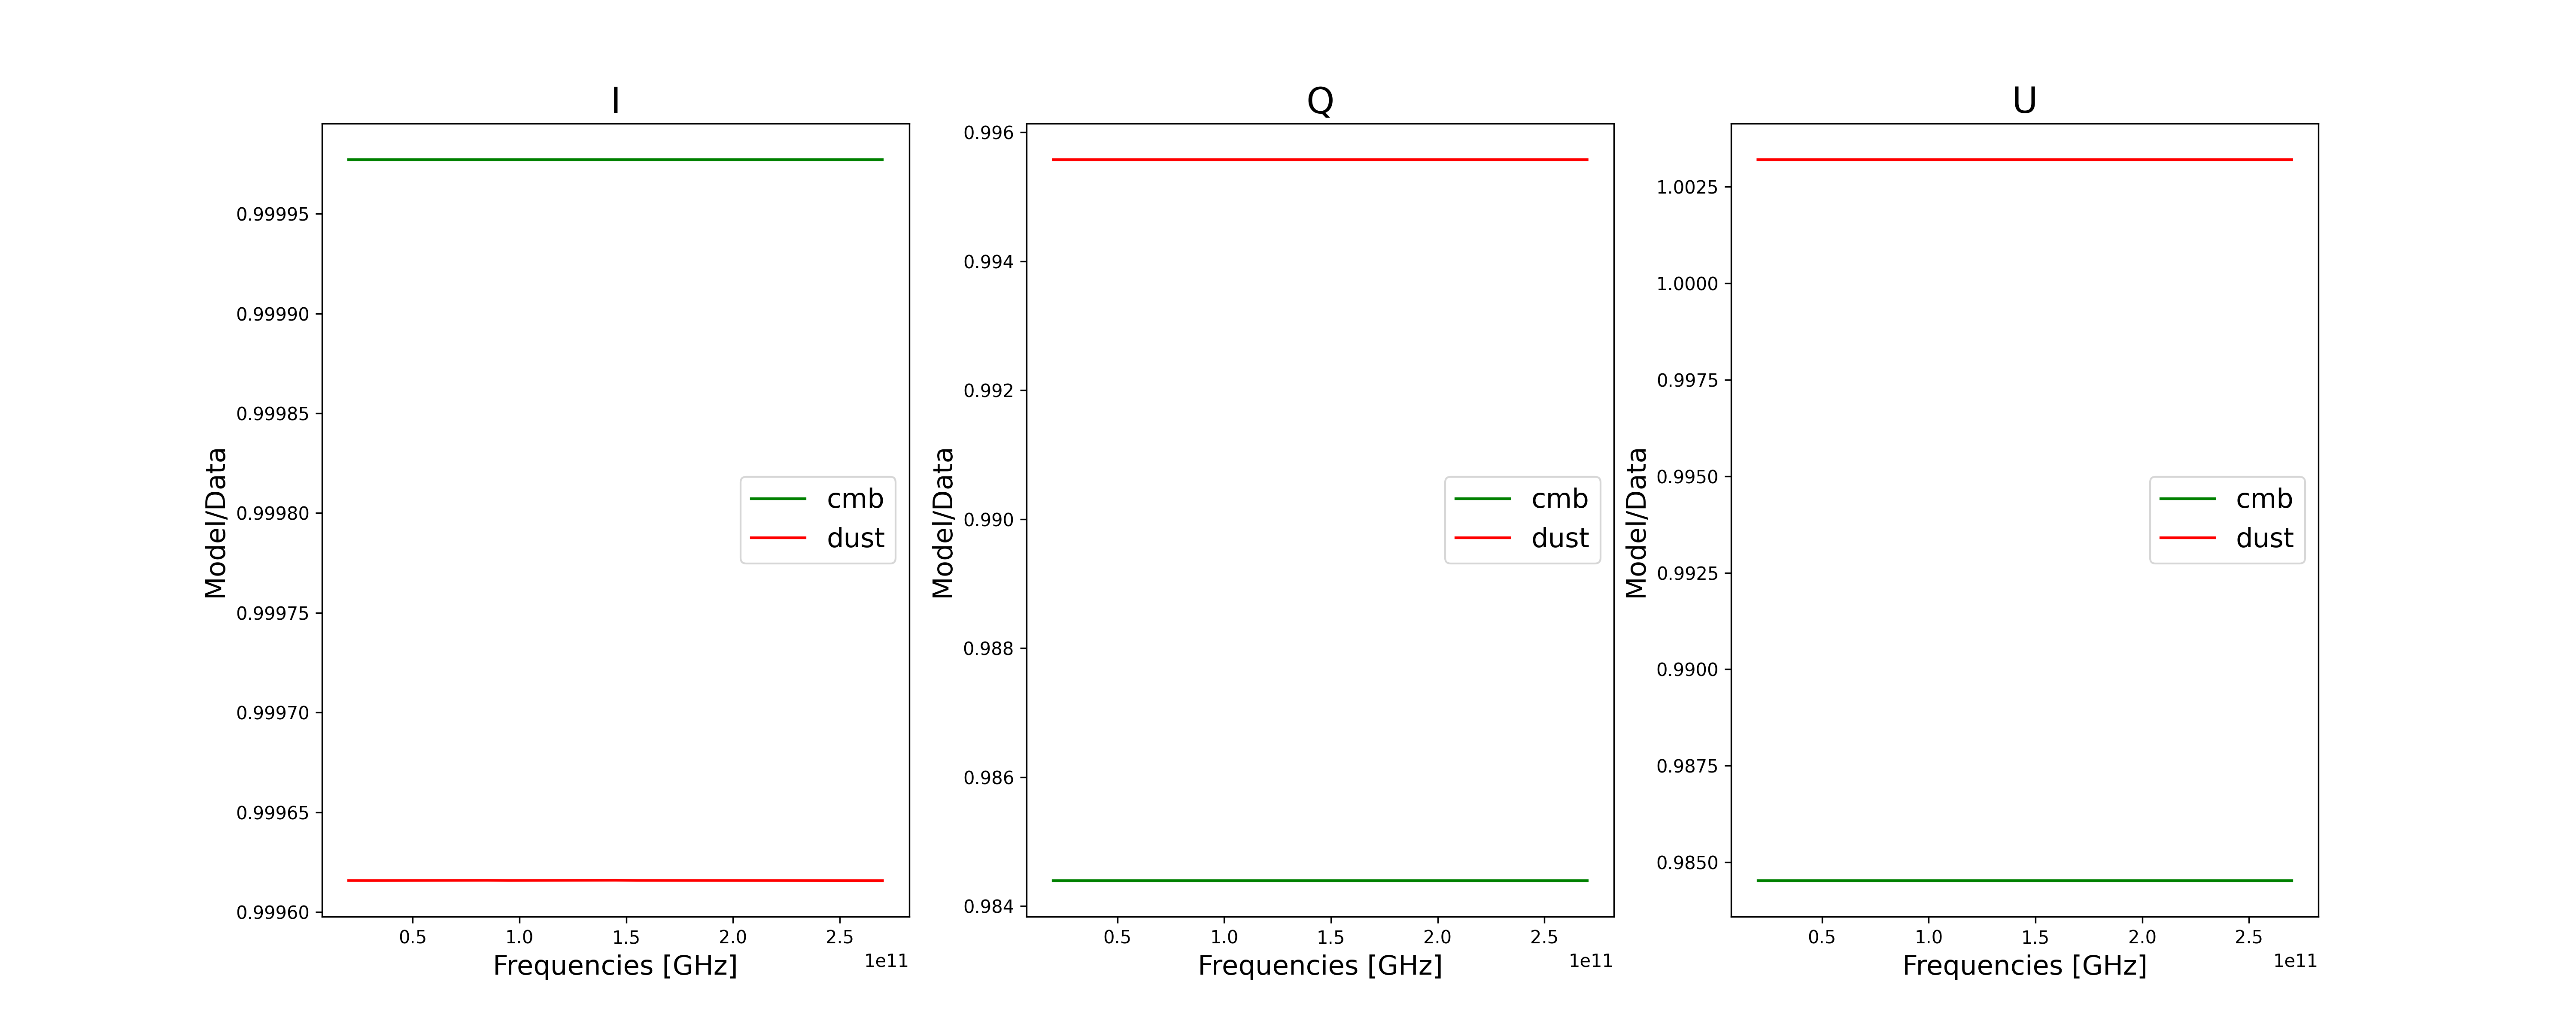 I
Model/Data
0.99995
0.99990
0.99985
0.99980
0.99975
0.99970
0.99965
0.99960
cmb
dust
0.5 1.0 1.5 2.0 2.5
1e11
Frequencies [GHz]
Q
Model/Data
0.996
0.994
0.992
0.990
0.988
0.986
0.984
cmb
dust
0.5 1.0 1.5 2.0 2.5
1e11
Frequencies [GHz]
U
Model/Data
1.0025
1.0000
0.9975
0.9950
0.9925
0.9900
0.9875
0.9850
cmb
dust
0.5 1.0 1.5 2.0 2.5
1e11
Frequencies [GHz]